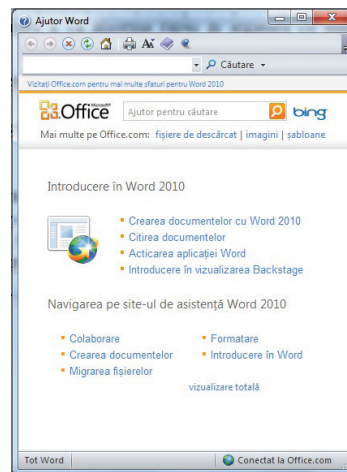 Ajutor Word
Căutare
Vizitați Office.com pentru mai multe sfaturi pentru Word 2010
Office Ajutor pentru căutare bing
Mai multe pe Office.com: fișiere de descărcat | imagini | șabloane
Introducere în Word 2010
Crearea documentelor cu Word 2010
Citirea documentelor
Acticarea aplicației Word
Introducere în vizualizarea Backstage
Navigarea pe site-ul de asistență Word 2010
Colaborare Formatare
Crearea documentelor Introducere în Word
Migrarea fișierelor
vizualizare totală
Tot Word Conectat la Office.com